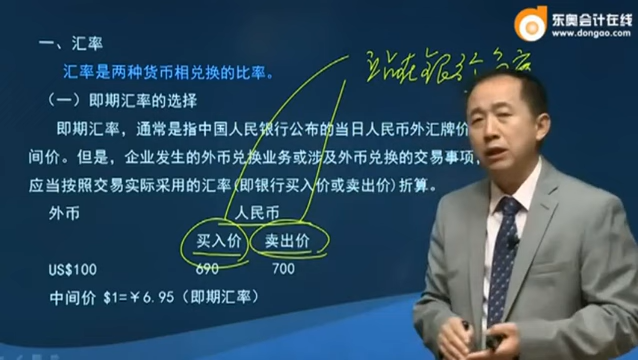 东奥会计在线
www.dongao.com
一、汇率
汇率是两种货币相兑换的比率。
站在银行角度
（一）即期汇率的选择
即期汇率，通常是指中国人民银行公布的当日人民币外汇牌价
间价。但是，企业发生的外币兑换业务或涉及外币兑换的交易事项
应当按照交易实际采用的汇率(即银行买入价或卖出价)折算。
外币 人民币
买入价 卖出价
US$100 690 700
中间价 $1=￥6.95（即期汇率）